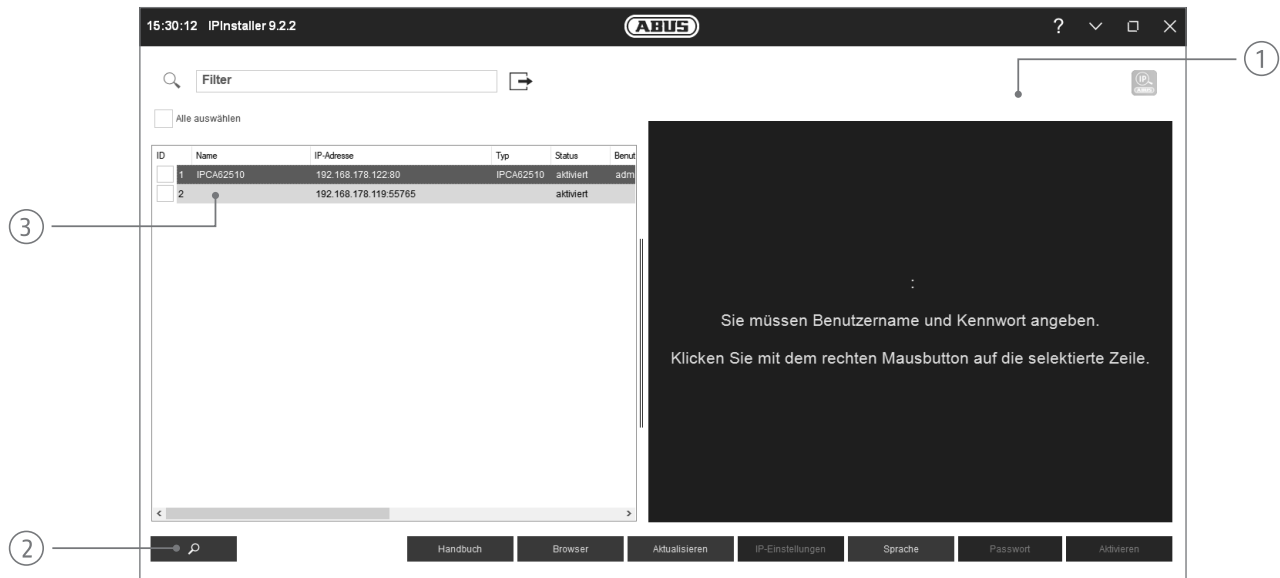 15:30:12 IPInstaller 9.2.2 ABUS ?
1
Filter
IP
ABUS
Alle auswählen
ID Name IP-Adresse Typ Status Benut
1 IPCA62510 192.168.178.122:80 IPCA62510 aktiviert adm
2 192.168.178.119:55765 aktiviert
3
:
Sie müssen Benutzername und Kennwort angeben.
Klicken Sie mit dem rechten Mausbutton auf die selektierte Zeile.
2
Handbuch Browser Aktualisieren IP-Einstellungen Sprache Passwort Aktivieren